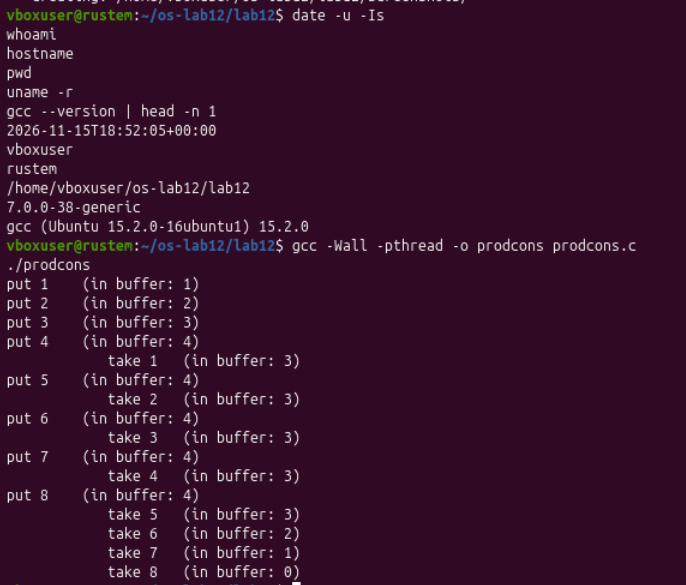 vboxuser@rustem:~/os-lab12/lab12$ date -u -Is
whoami
hostname
pwd
uname -r
gcc --version | head -n 1
2026-11-15T18:52:05+00:00
vboxuser
rustem
/home/vboxuser/os-lab12/lab12
7.0.0-38-generic
gcc (Ubuntu 15.2.0-16ubuntu1) 15.2.0
vboxuser@rustem:~/os-lab12/lab12$ gcc -Wall -pthread -o prodcons prodcons.c
./prodcons
put 1    (in buffer: 1)
put 2    (in buffer: 2)
put 3    (in buffer: 3)
put 4    (in buffer: 4)
            take 1   (in buffer: 3)
put 5    (in buffer: 4)
            take 2   (in buffer: 3)
put 6    (in buffer: 4)
            take 3   (in buffer: 3)
put 7    (in buffer: 4)
            take 4   (in buffer: 3)
put 8    (in buffer: 4)
            take 5   (in buffer: 3)
            take 6   (in buffer: 2)
            take 7   (in buffer: 1)
            take 8   (in buffer: 0)